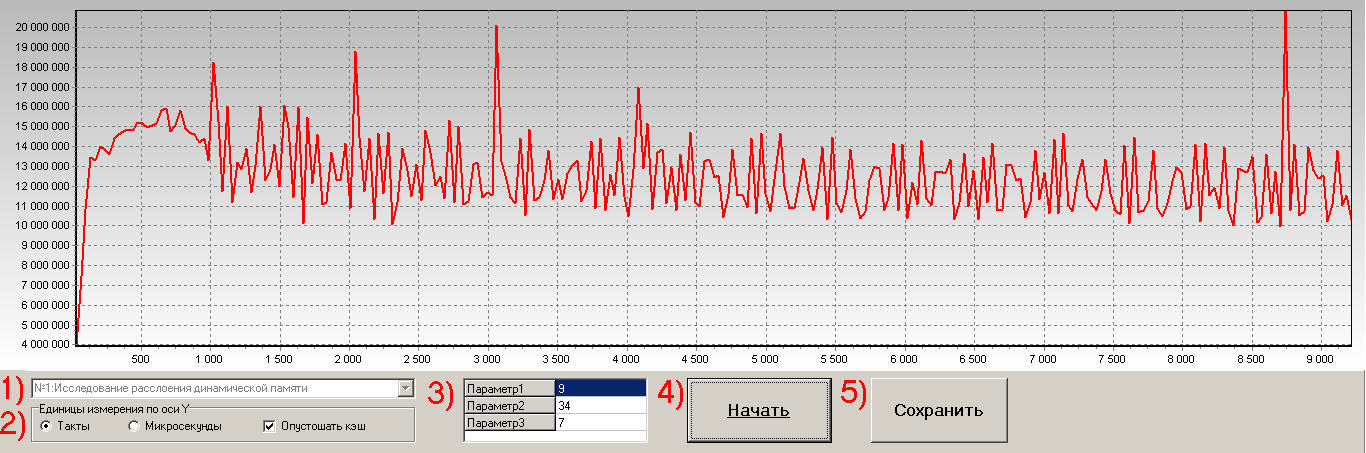 20 000 000
19 000 000
18 000 000
17 000 000
16 000 000
15 000 000
14 000 000
13 000 000
12 000 000
11 000 000
10 000 000
9 000 000
8 000 000
7 000 000
6 000 000
5 000 000
4 000 000
500 1 000 1 500 2 000 2 500 3 000 3 500 4 000 4 500 5 000 5 500 6 000 6 500 7 000 7 500 8 000 8 500 9 000
1) №1:Исследование расслоения динамической памяти
2) Единицы измерения по оси Y
Такты Микросекунды Опустошать кэш
3) Параметр1 9
Параметр2 34
Параметр3 7
4) Начать
5) Сохранить